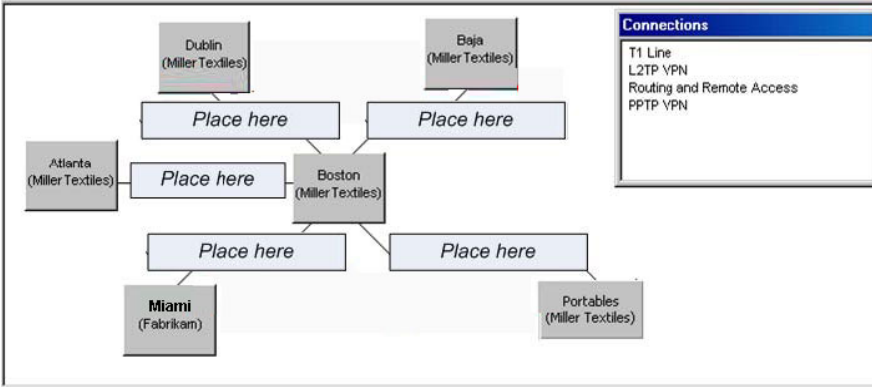 Dublin
(Miller Textiles)
Baja
(Miller Textiles)
Connections
T1 Line
L2TP VPN
Routing and Remote Access
PPTP VPN
Place here
Place here
Atlanta
(Miller Textiles)
Place here
Boston
(Miller Textiles)
Place here
Place here
Miami
(Fabrikam)
Portables
(Miller Textiles)